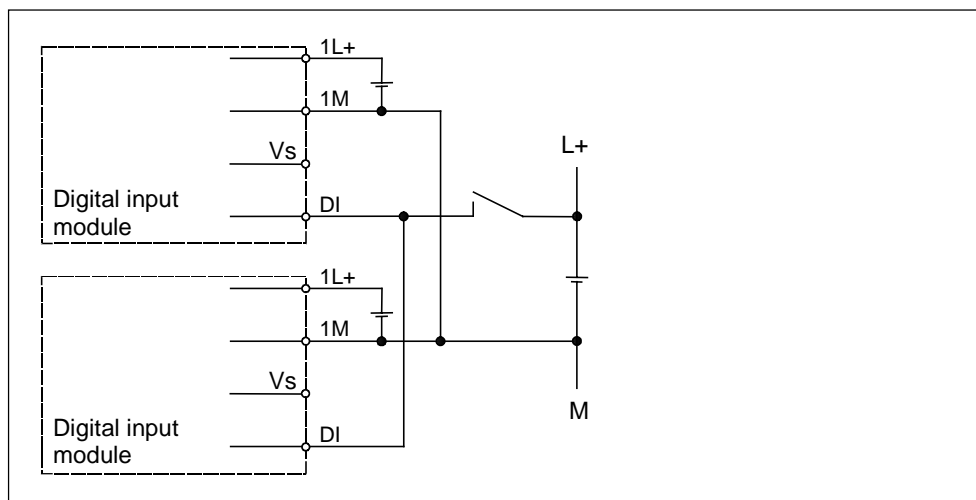 1L+
1M
Vs
DI
Digital input
module
L+
1L+
1M
Vs
DI
Digital input
module
M